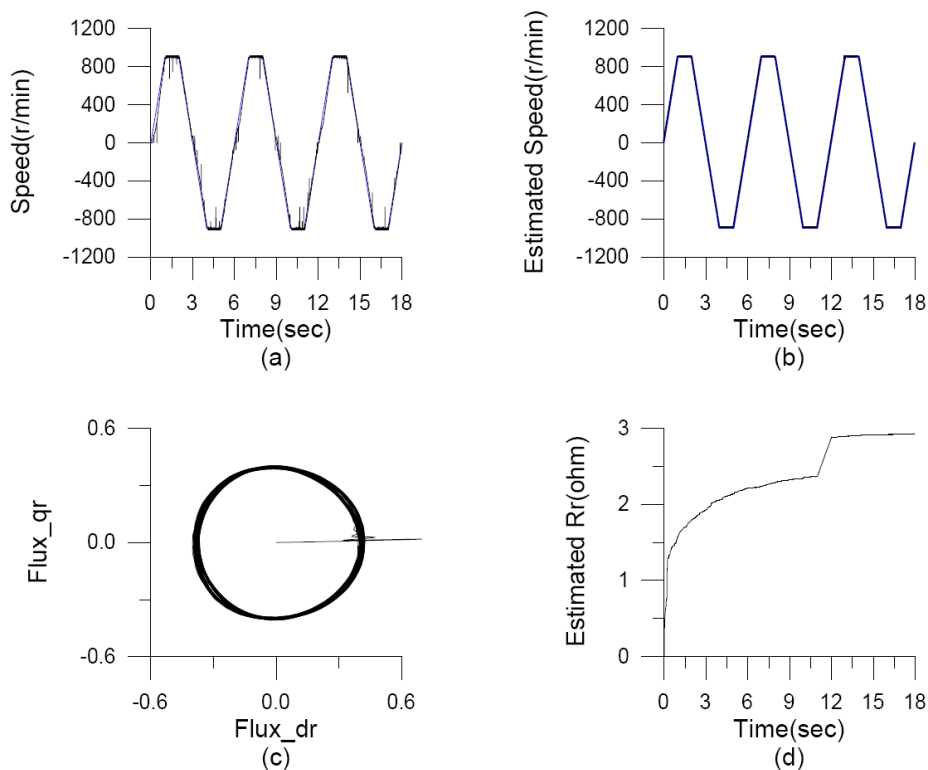 1200
800
400
0
-400
-800
-1200
Speed(r/min)
0 3 6 9 12 15 18
Time(sec)
(a)
1200
800
400
0
-400
-800
-1200
Estimated Speed(r/min)
0 3 6 9 12 15 18
Time(sec)
(b)
0.6
0.0
-0.6
Flux_qr
-0.6 0.0 0.6
Flux_dr
(c)
3
2
1
0
Estimated Rr(ohm)
0 3 6 9 12 15 18
Time(sec)
(d)